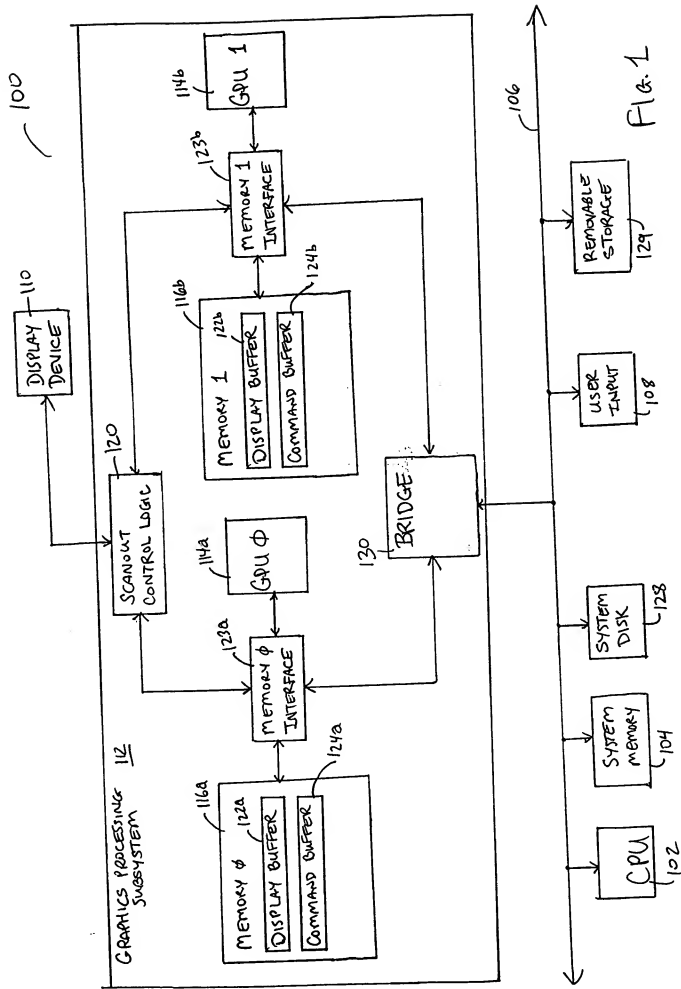 100
DISPLAY
DEVICE
110
GRAPHICS PROCESSING
SUBSYSTEM
112
SCANOUT
CONTROL LOGIC
120
MEMORY ϕ
116a
DISPLAY BUFFER
122a
COMMAND BUFFER
124a
MEMORY ϕ
INTERFACE
123a
GPU ϕ
114a
MEMORY 1
116b
DISPLAY BUFFER
122b
COMMAND BUFFER
124b
MEMORY 1
INTERFACE
123b
GPU 1
114b
BRIDGE
130
106
CPU
102
SYSTEM
MEMORY
104
SYSTEM
DISK
128
USER
INPUT
108
REMOVABLE
STORAGE
129
FIG. 1